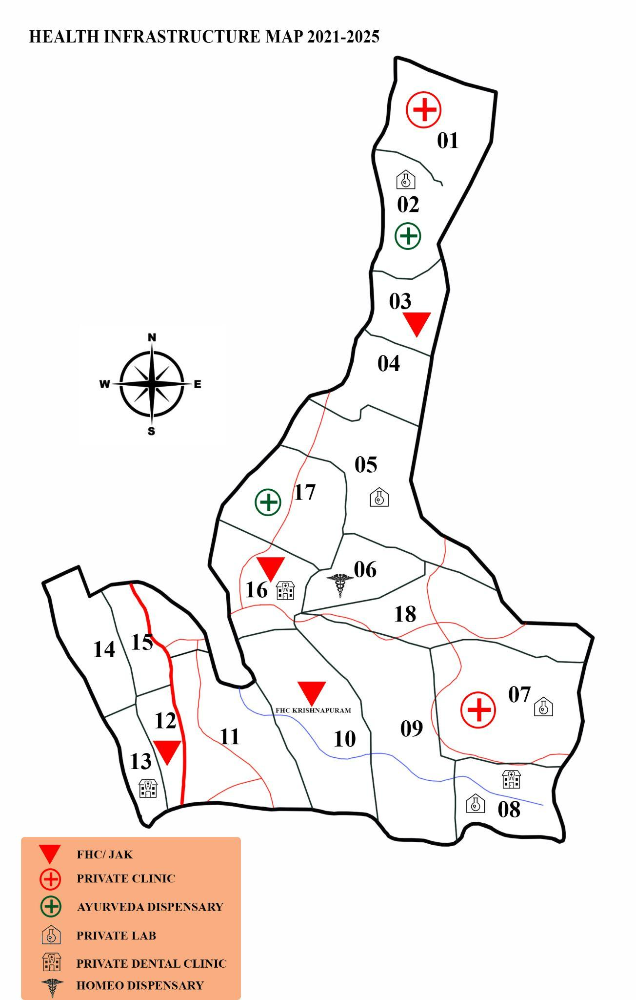 HEALTH INFRASTRUCTURE MAP 2021-2025
01
02
03
04
N
W E
S
05
17
06
16
18
14
15
07
FHC KRISHNAPURAM
12
09
11
10
13
08
FHC/ JAK
PRIVATE CLINIC
AYURVEDA DISPENSARY
PRIVATE LAB
PRIVATE DENTAL CLINIC
HOMEO DISPENSARY